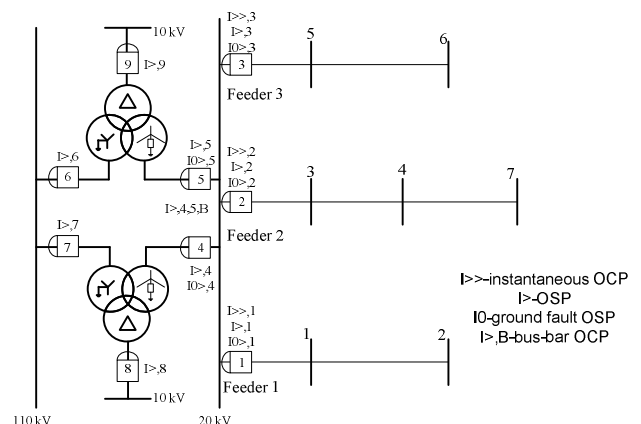 I>>,3
I>,3
I0>,3
10 kV
9
I>,9
3
5
6
Feeder 3
I>,6
6
I>,5
I0>,5
5
I>>,2
I>,2
I0>,2
2
3
4
7
I>,4,5,B
Feeder 2
I>,7
7
4
I>,4
I0>,4
I>>-instantaneous OCP
I>-OSP
I0-ground fault OSP
I>,B-bus-bar OCP
I>>,1
I>,1
I0>,1
1
1
2
8
I>,8
Feeder 1
10 kV
110 kV
20 kV